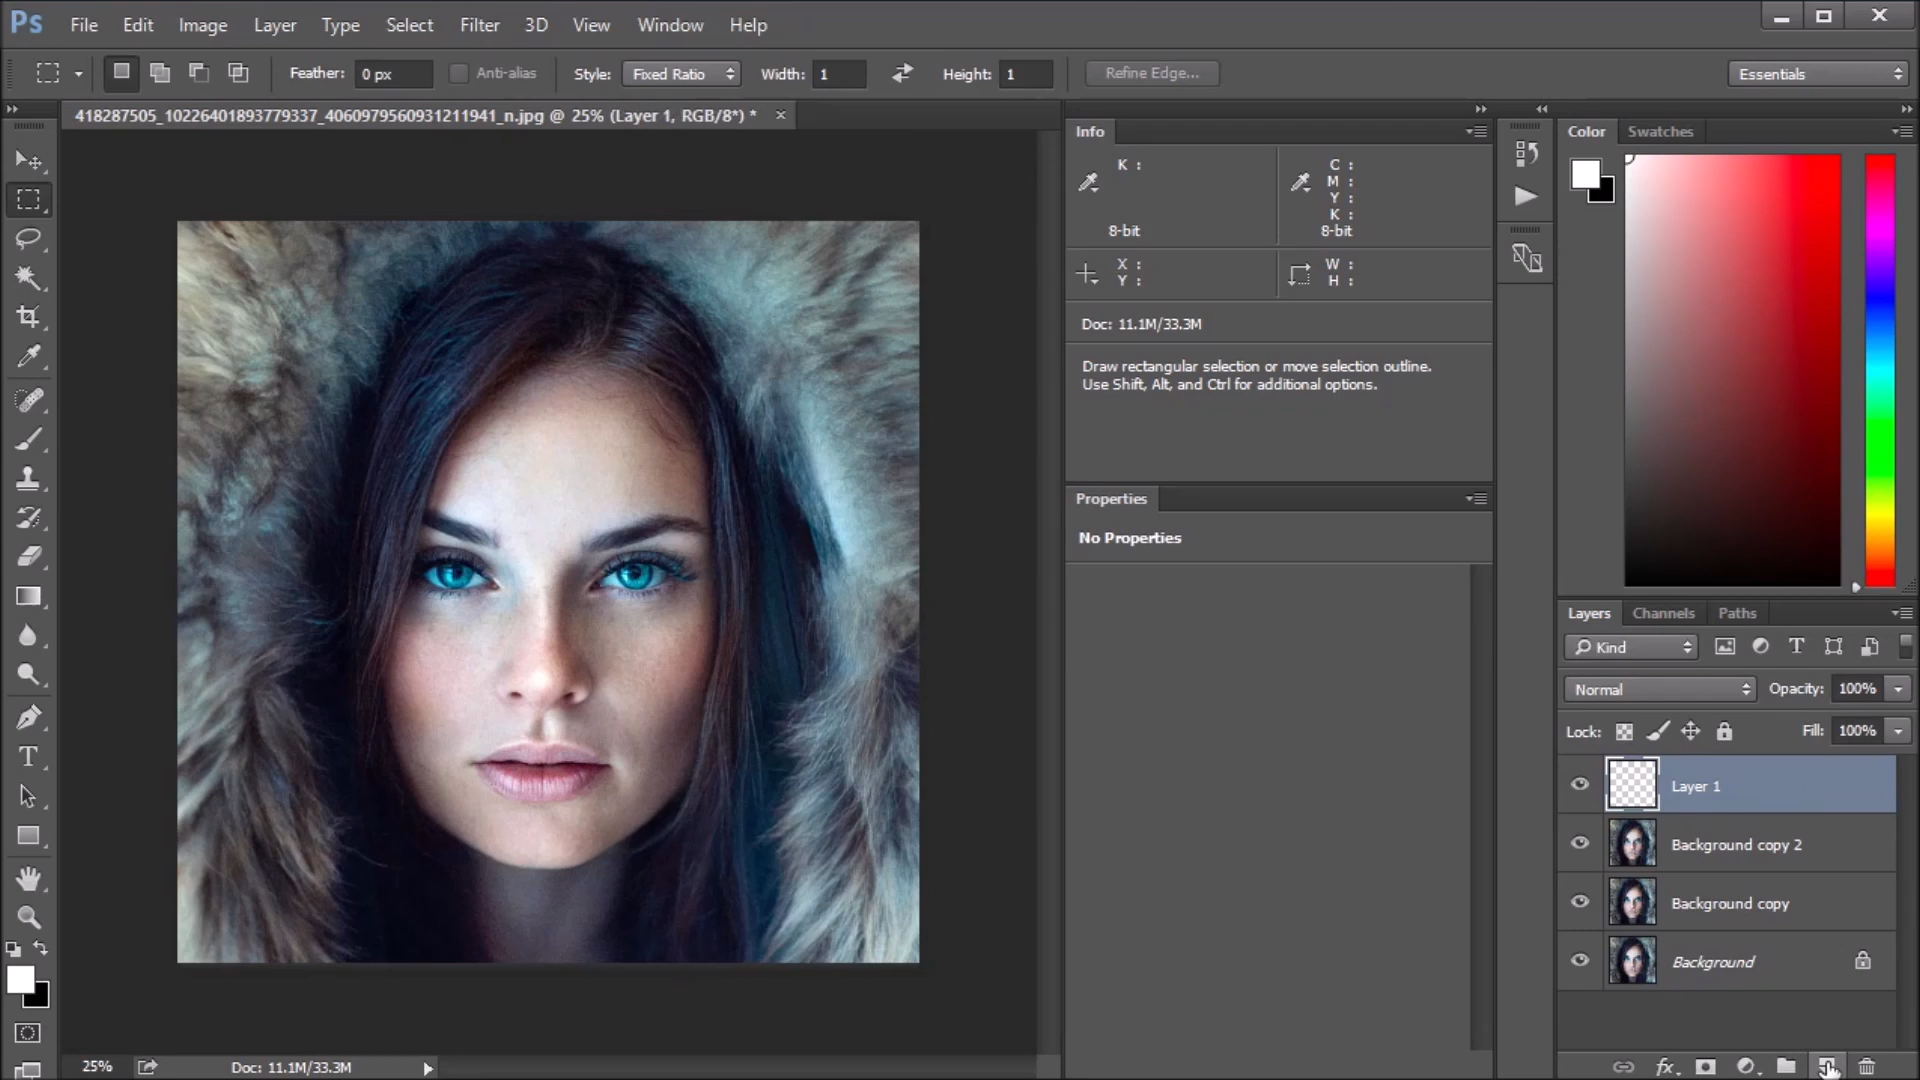 Ps File Edit Image Layer Type Select Filter 3D View Window Help
Feather: 0 px Anti-alias Style: Fixed Ratio Width: 1 Height: 1 Refine Edge... Essentials
418287505_10226401893779337_4060979560931211941_n.jpg @ 25% (Layer 1, RGB/8*) *
Info
K :
8-bit
C :
M :
Y :
K :
8-bit
X :
Y :
W :
H :
Doc: 11.1M/33.3M
Draw rectangular selection or move selection outline.
Use Shift, Alt, and Ctrl for additional options.
Properties
No Properties
Color Swatches
Layers Channels Paths
Kind
Normal Opacity: 100%
Lock: Fill: 100%
Layer 1
Background copy 2
Background copy
Background
fx
25% Doc: 11.1M/33.3M